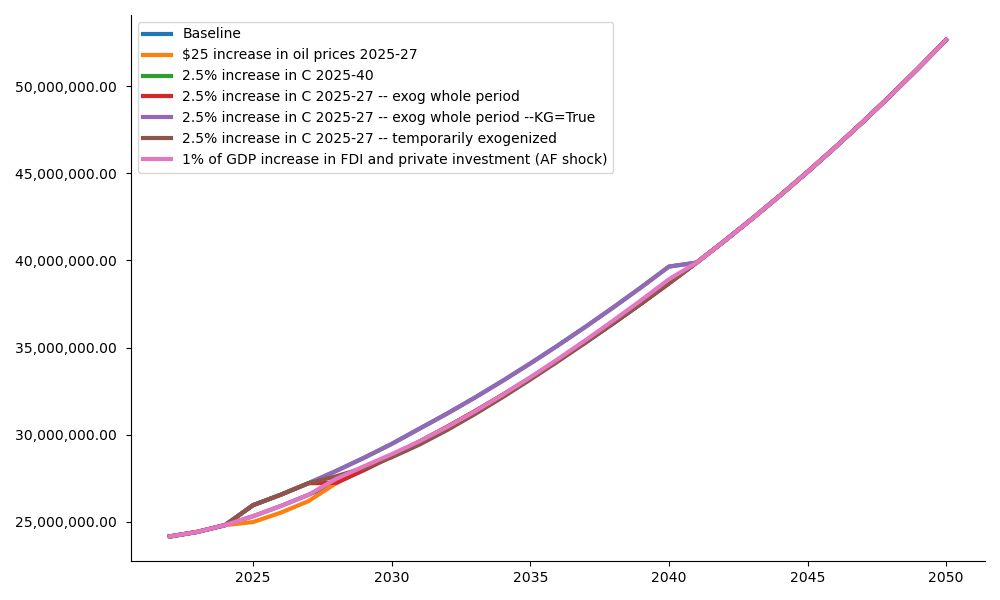 Baseline
$25 increase in oil prices 2025-27
2.5% increase in C 2025-40
2.5% increase in C 2025-27 -- exog whole period
2.5% increase in C 2025-27 -- exog whole period --KG=True
2.5% increase in C 2025-27 -- temporarily exogenized
1% of GDP increase in FDI and private investment (AF shock)
50,000,000.00
45,000,000.00
40,000,000.00
35,000,000.00
30,000,000.00
25,000,000.00
2025 2030 2035 2040 2045 2050